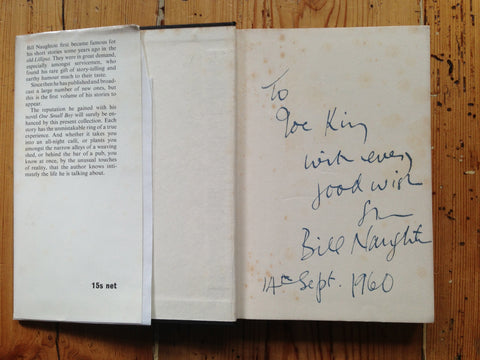 Bill Naughton first became famous for
his short stories some years ago in the
old Lilliput. They were in great demand,
especially amongst servicemen, who
found his rare gift of story-telling and
earthy humour much to their taste.
Since then he has published and broad-
cast a large number of new ones, but
this is the first volume of his stories to
appear.
The reputation he gained with his
novel One Small Boy will surely be
enhanced by this present collection. Each
story has the unmistakable ring of a true
experience. And whether it takes you
into an all-night café, or plants you
amongst the narrow alleys of a weaving
shed, or behind the bar of a pub, you
know at once, by the unusual touches
of reality, that the author knows inti-
mately the life he is talking about.
15s net
To
Joe King
with every
good wish
from
Bill Naughton
14th Sept. 1960